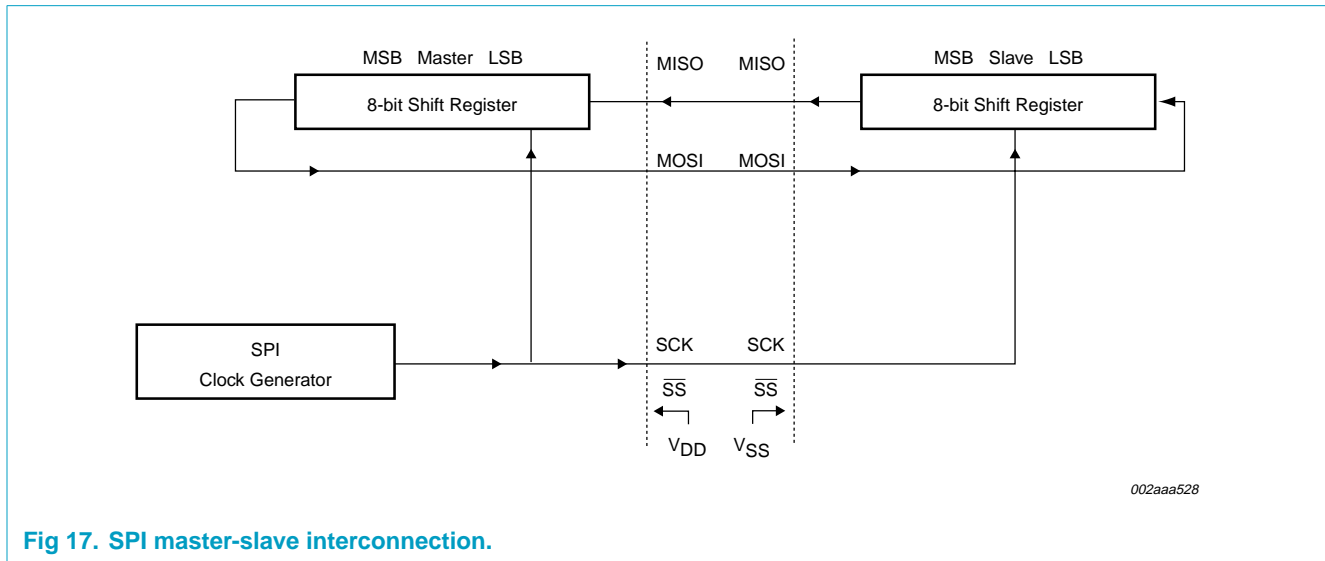 MSB Master LSB
8-bit Shift Register
MISO MISO
MSB Slave LSB
8-bit Shift Register
MOSI MOSI
SPI
Clock Generator
SCK SCK
SS SS
VDD VSS
002aaa528
Fig 17. SPI master-slave interconnection.